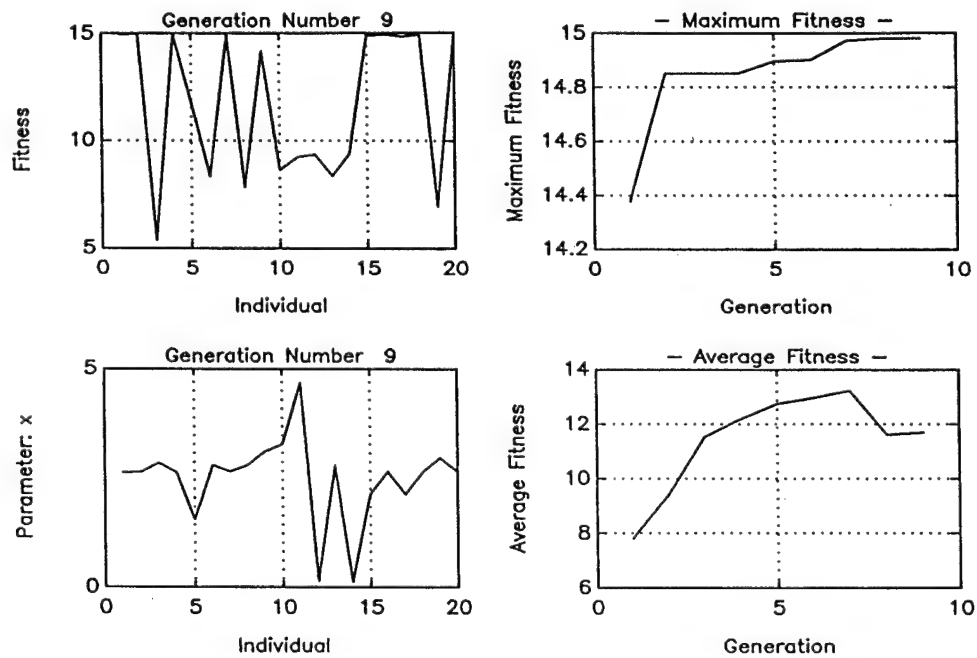 Generation Number 9
15
10
5
0
5
10
15
20
Fitness
Individual
— Maximum Fitness —
15
14.8
14.6
14.4
14.2
0
5
10
Maximum Fitness
Generation
Generation Number 9
5
0
0
5
10
15
20
Parameter: x
Individual
— Average Fitness —
14
12
10
8
6
0
5
10
Average Fitness
Generation